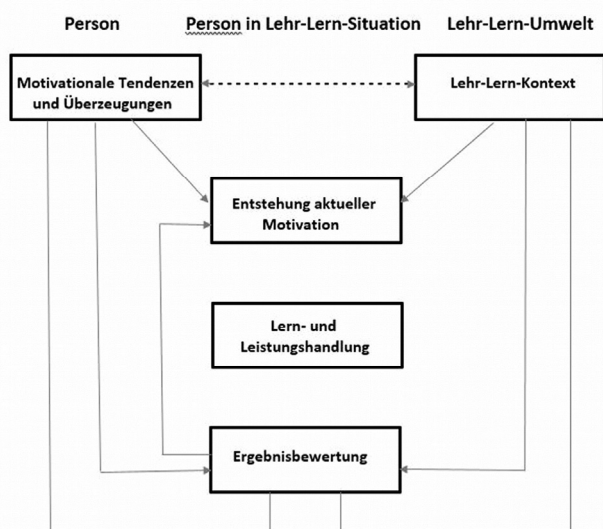 Person
Person in Lehr-Lern-Situation
Lehr-Lern-Umwelt
Motivationale Tendenzen
und Überzeugungen
Lehr-Lern-Kontext
Entstehung aktueller
Motivation
Lern- und
Leistungshandlung
Ergebnisbewertung